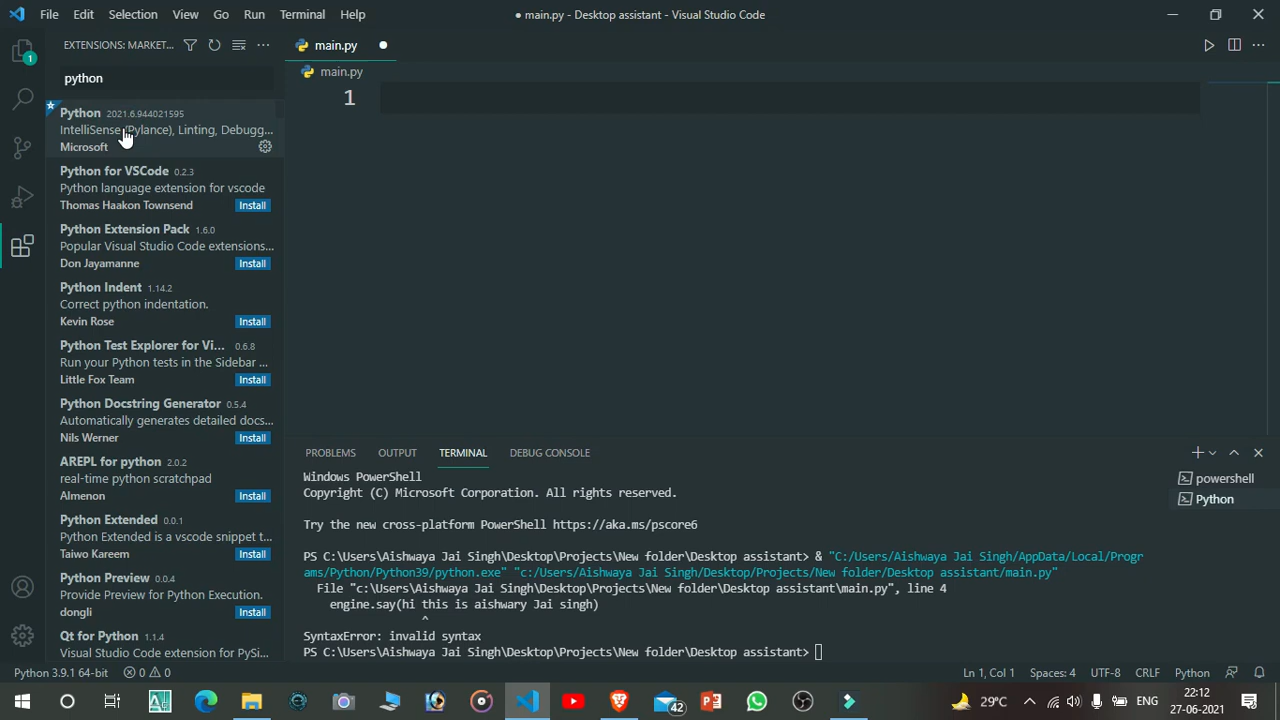 File Edit Selection View Go Run Terminal Help
● main.py - Desktop assistant - Visual Studio Code
1
EXTENSIONS: MARKET...
main.py
python
main.py
1
Python 2021.6.944021595
IntelliSense (Pylance), Linting, Debugg...
Microsoft
Python for VSCode 0.2.3
Python language extension for vscode
Thomas Haakon Townsend Install
Python Extension Pack 1.6.0
Popular Visual Studio Code extensions...
Don Jayamanne Install
Python Indent 1.14.2
Correct python indentation.
Kevin Rose Install
Python Test Explorer for Vi... 0.6.8
Run your Python tests in the Sidebar ...
Little Fox Team Install
Python Docstring Generator 0.5.4
Automatically generates detailed docs...
Nils Werner Install
AREPL for python 2.0.2
real-time python scratchpad
Almenon Install
Python Extended 0.0.1
Python Extended is a vscode snippet t...
Taiwo Kareem Install
Python Preview 0.0.4
Provide Preview for Python Execution.
dongli Install
Qt for Python 1.1.4
Visual Studio Code extension for PySi...
PROBLEMS OUTPUT TERMINAL DEBUG CONSOLE
powershell
Python
Windows PowerShell
Copyright (C) Microsoft Corporation. All rights reserved.
Try the new cross-platform PowerShell https://aka.ms/pscore6
PS C:\Users\Aishwaya Jai Singh\Desktop\Projects\New folder\Desktop assistant> & "C:/Users/Aishwaya Jai Singh/AppData/Local/Progr
ams/Python/Python39/python.exe" "c:/Users/Aishwaya Jai Singh/Desktop/Projects/New folder/Desktop assistant/main.py"
File "c:\Users\Aishwaya Jai Singh\Desktop\Projects\New folder\Desktop assistant\main.py", line 4
engine.say(hi this is aishwary Jai singh)
^
SyntaxError: invalid syntax
PS C:\Users\Aishwaya Jai Singh\Desktop\Projects\New folder\Desktop assistant>
Python 3.9.1 64-bit 0 0 Ln 1, Col 1 Spaces: 4 UTF-8 CRLF Python
42
29°C
ENG
22:12
27-06-2021
1